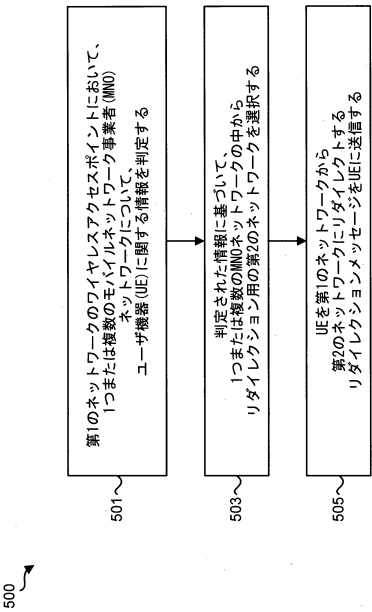 500
第1のネットワークのワイヤレスアクセスポイントにおいて、
1つまたは複数のモバイルネットワーク事業者(MNO)
ネットワークについて、
ユーザ機器(UE)に関する情報を判定する
501
判定された情報に基づいて、
1つまたは複数のMNOネットワークの中から
リダイレクション用の第2のネットワークを選択する
503
UEを第1のネットワークから
第2のネットワークにリダイレクトする
リダイレクションメッセージをUEに送信する
505